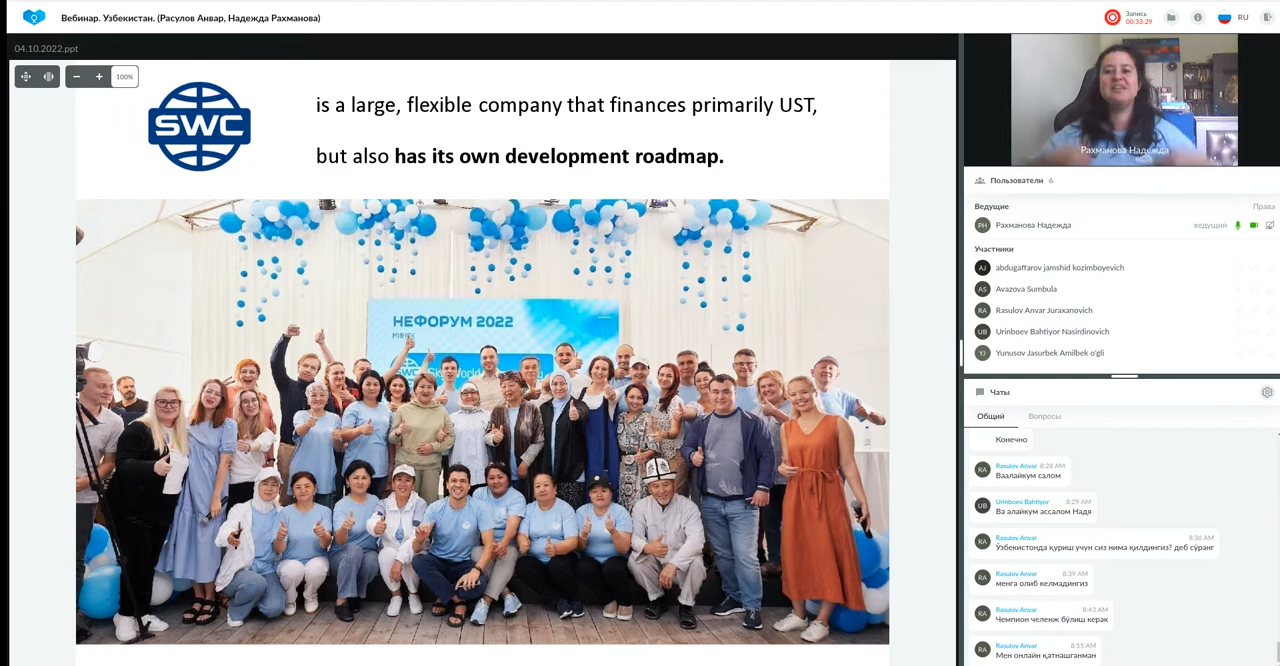 Вебинар. Узбекистан. (Расулов Анвар, Надежда Рахманова)
Запись
00:33:29
RU
04.10.2022.ppt
100%
SWC
is a large, flexible company that finances primarily UST,
but also has its own development roadmap.
НЕФОРУМ 2022
Рахманова Надежда
Пользователи 6
Ведущие
Права
РН
Рахманова Надежда
ведущий
Участники
AJ
abdugaffarov jamshid kozimboyevich
AS
Avazova Sumbula
RA
Rasulov Anvar Juraxanovich
UB
Urinboev Bahtiyor Nasirdinovich
YJ
Yunusov Jasurbek Amilbek o'gli
Чаты
Общий
Вопросы
Конечно
RA
Rasulov Anvar 8:28 AM
Ваалайкум салом
UB
Urinboev Bahtiyor 8:29 AM
Ва алайкум ассалом Надя
RA
Rasulov Anvar 8:36 AM
Ўзбекистонда қуриш учун сиз нима қилдингиз? деб сўранг
RA
Rasulov Anvar 8:39 AM
менга олиб келмадингиз
RA
Rasulov Anvar 8:43 AM
Чемпион челенж бўлиш керак
RA
Rasulov Anvar 8:55 AM
Мен онлайн қатнашганман